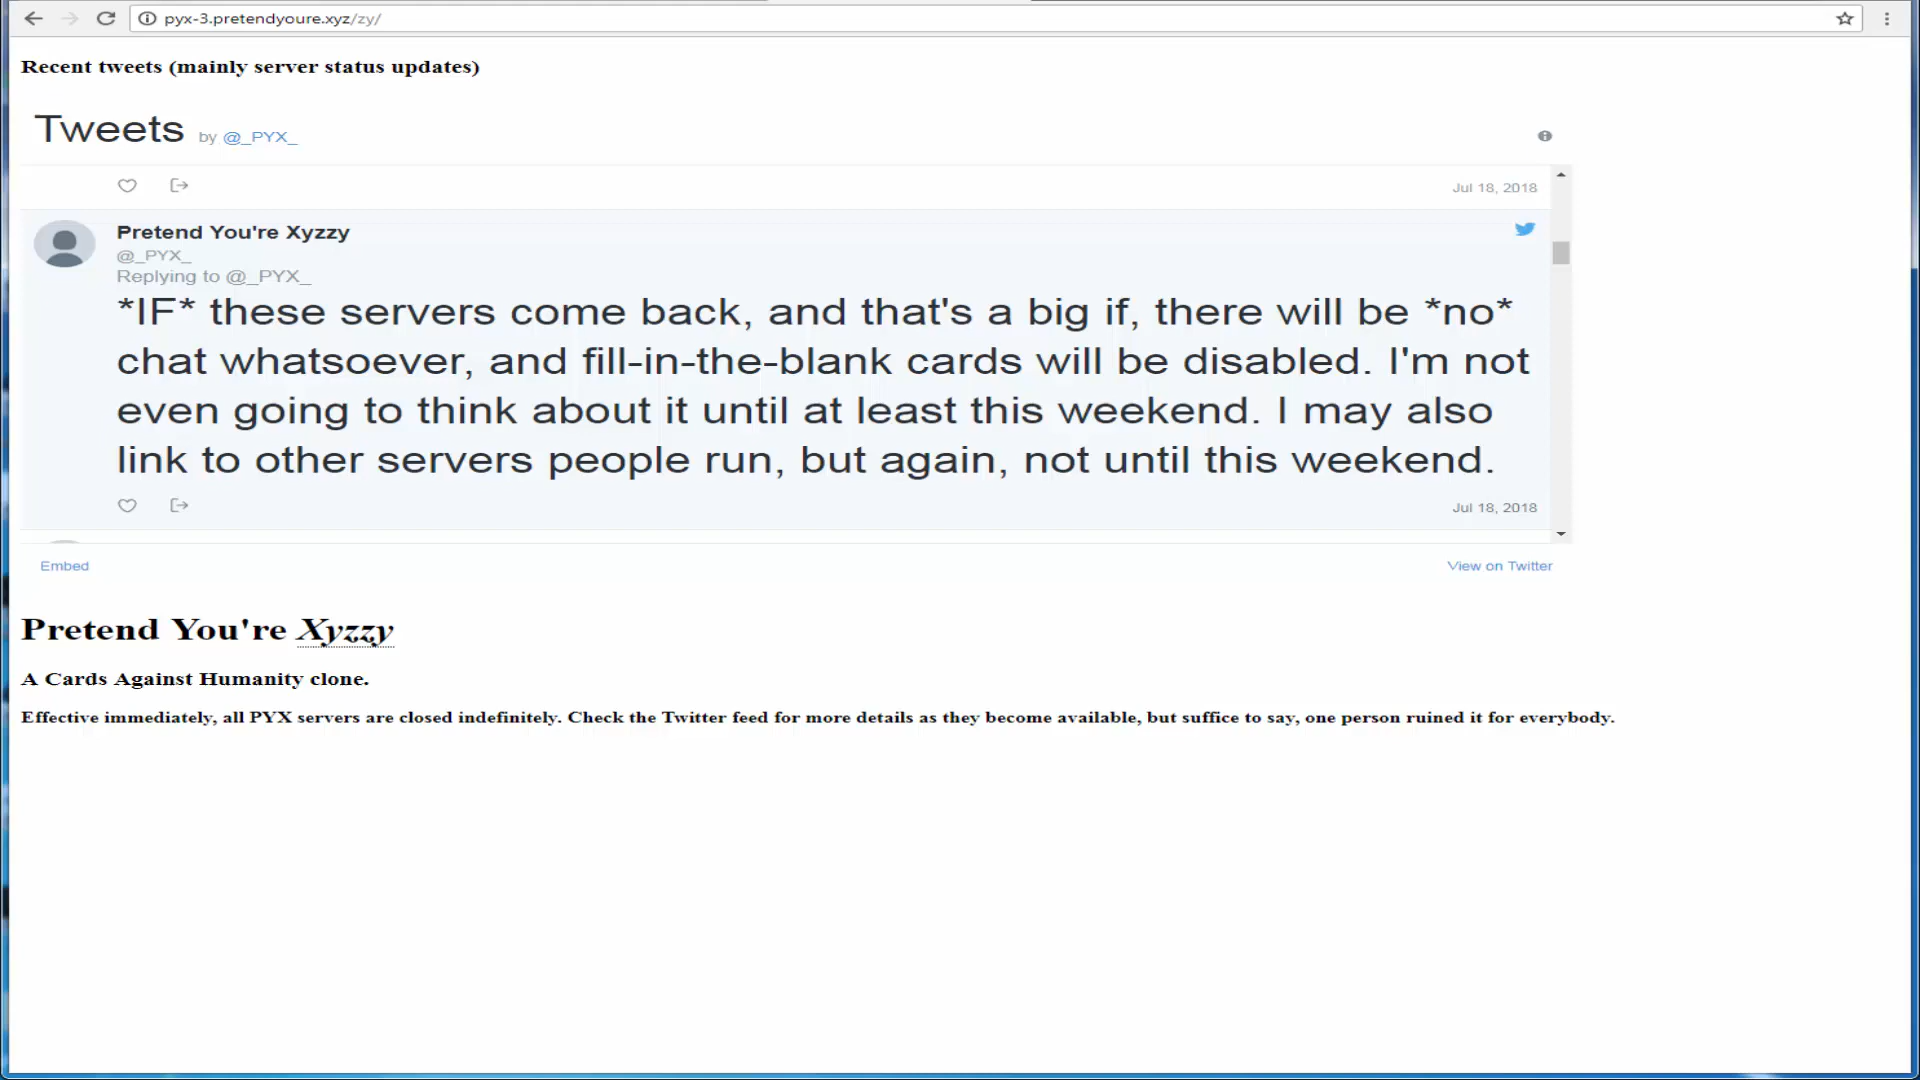 pyx-3.pretendyoure.xyz/zy/
Recent tweets (mainly server status updates)
Tweets by @_PYX_
Jul 18, 2018
Pretend You're Xyzzy
@_PYX_
Replying to @_PYX_
*IF* these servers come back, and that's a big if, there will be *no*
chat whatsoever, and fill-in-the-blank cards will be disabled. I'm not
even going to think about it until at least this weekend. I may also
link to other servers people run, but again, not until this weekend.
Jul 18, 2018
Embed
View on Twitter
Pretend You're Xyzzy
A Cards Against Humanity clone.
Effective immediately, all PYX servers are closed indefinitely. Check the Twitter feed for more details as they become available, but suffice to say, one person ruined it for everybody.